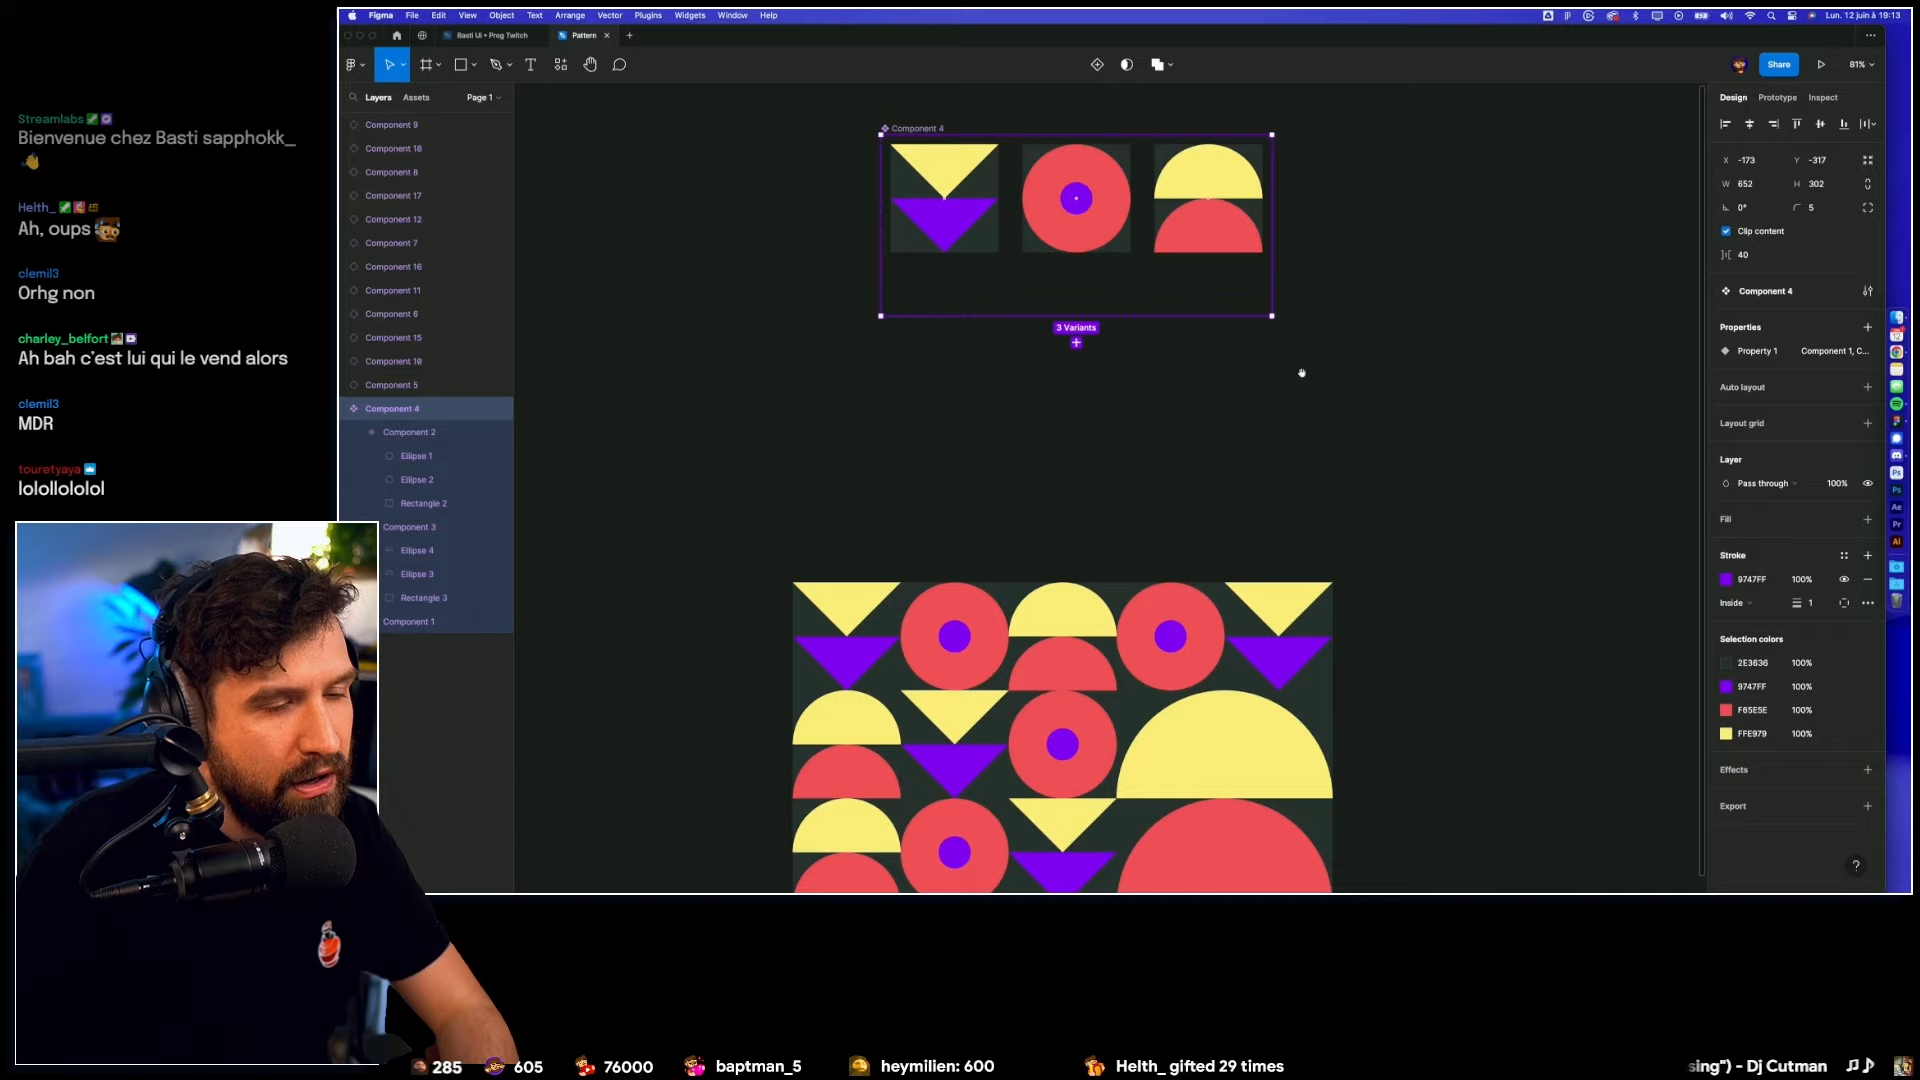 Figma File Edit View Object Text Arrange Vector Plugins Widgets Window Help
Lun. 12 juin à 19:13
Basti Ui • Prog Twitch
Pattern
Share
81%
Layers Assets Page 1
Component 9
Component 18
Component 8
Component 17
Component 12
Component 7
Component 16
Component 11
Component 6
Component 15
Component 10
Component 5
Component 4
Component 2
Ellipse 1
Ellipse 2
Rectangle 2
Component 3
Ellipse 4
Ellipse 3
Rectangle 3
Component 1
Component 4
3 Variants
Design Prototype Inspect
X -173 Y -317
W 652 H 302
0° 5
Clip content
40
Component 4
Properties
Property 1 Component 1, C...
Auto layout
Layout grid
Layer
Pass through 100%
Fill
Stroke
9747FF 100%
Inside 1
Selection colors
2E3636 100%
9747FF 100%
F65E5E 100%
FFE979 100%
Effects
Export
?
Ps
Ps
Ae
Pr
Ai
Streamlabs
Bienvenue chez Basti sapphokk_
Helth_
Ah, oups
clemil3
Orhg non
charley_belfort
Ah bah c'est lui qui le vend alors
clemil3
MDR
touretyaya
lolollololol
285 605 76000 baptman_5 heymilien: 600 Helth_ gifted 29 times sing") - Dj Cutman